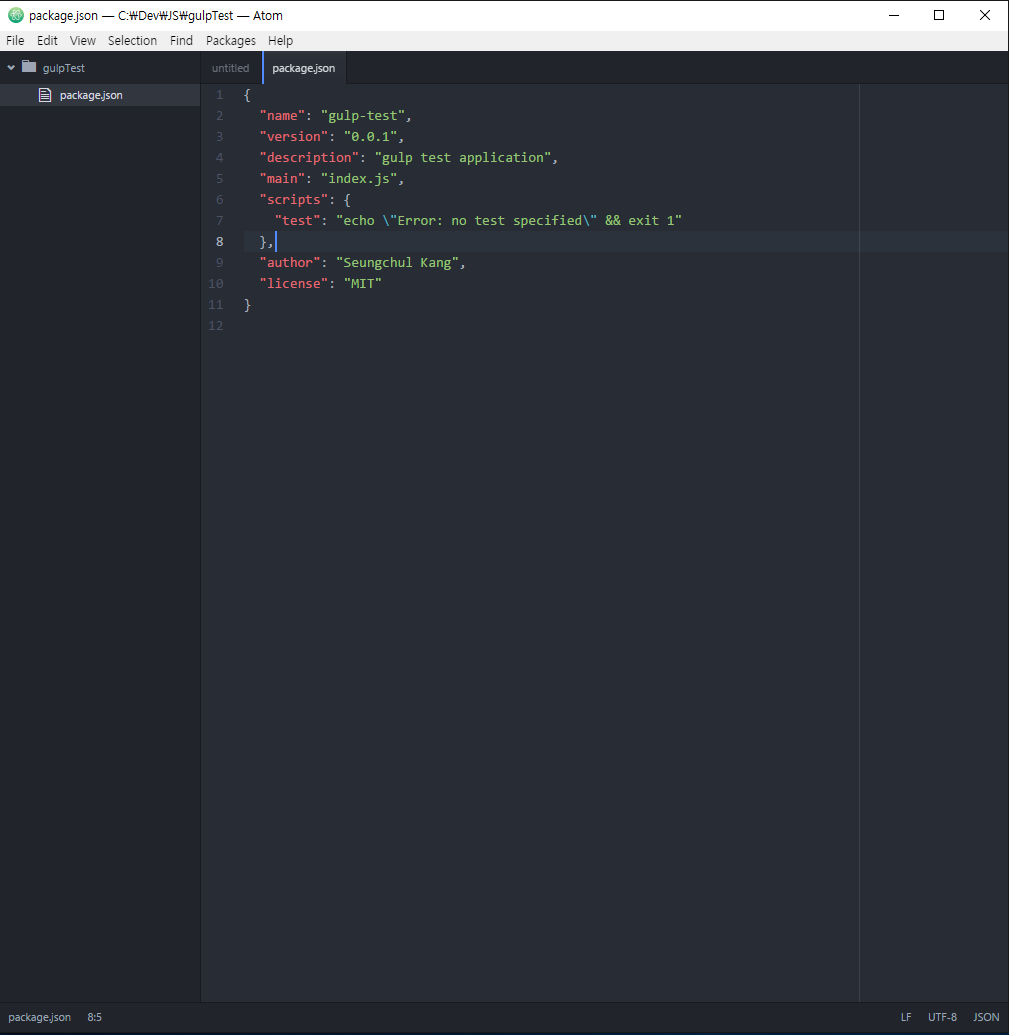 package.json — C:₩Dev₩JS₩gulpTest — Atom
File Edit View Selection Find Packages Help
gulpTest
package.json
untitled package.json
1 {
2   "name": "gulp-test",
3   "version": "0.0.1",
4   "description": "gulp test application",
5   "main": "index.js",
6   "scripts": {
7     "test": "echo \"Error: no test specified\" && exit 1"
8   },
9   "author": "Seungchul Kang",
10   "license": "MIT"
11 }
12
package.json 8:5 LF UTF-8 JSON